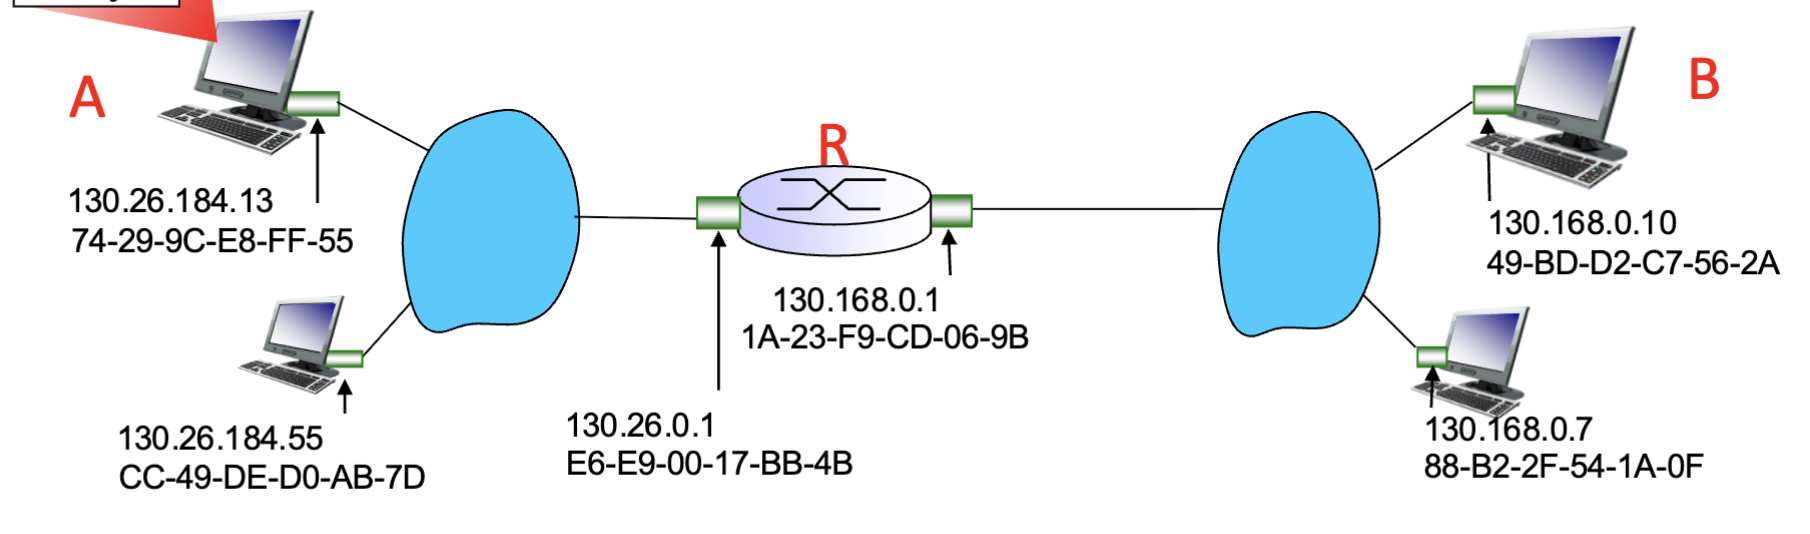 A
B
R
130.26.184.13
74-29-9C-E8-FF-55
130.168.0.10
49-BD-D2-C7-56-2A
130.168.0.1
1A-23-F9-CD-06-9B
130.26.184.55
CC-49-DE-D0-AB-7D
130.26.0.1
E6-E9-00-17-BB-4B
130.168.0.7
88-B2-2F-54-1A-0F